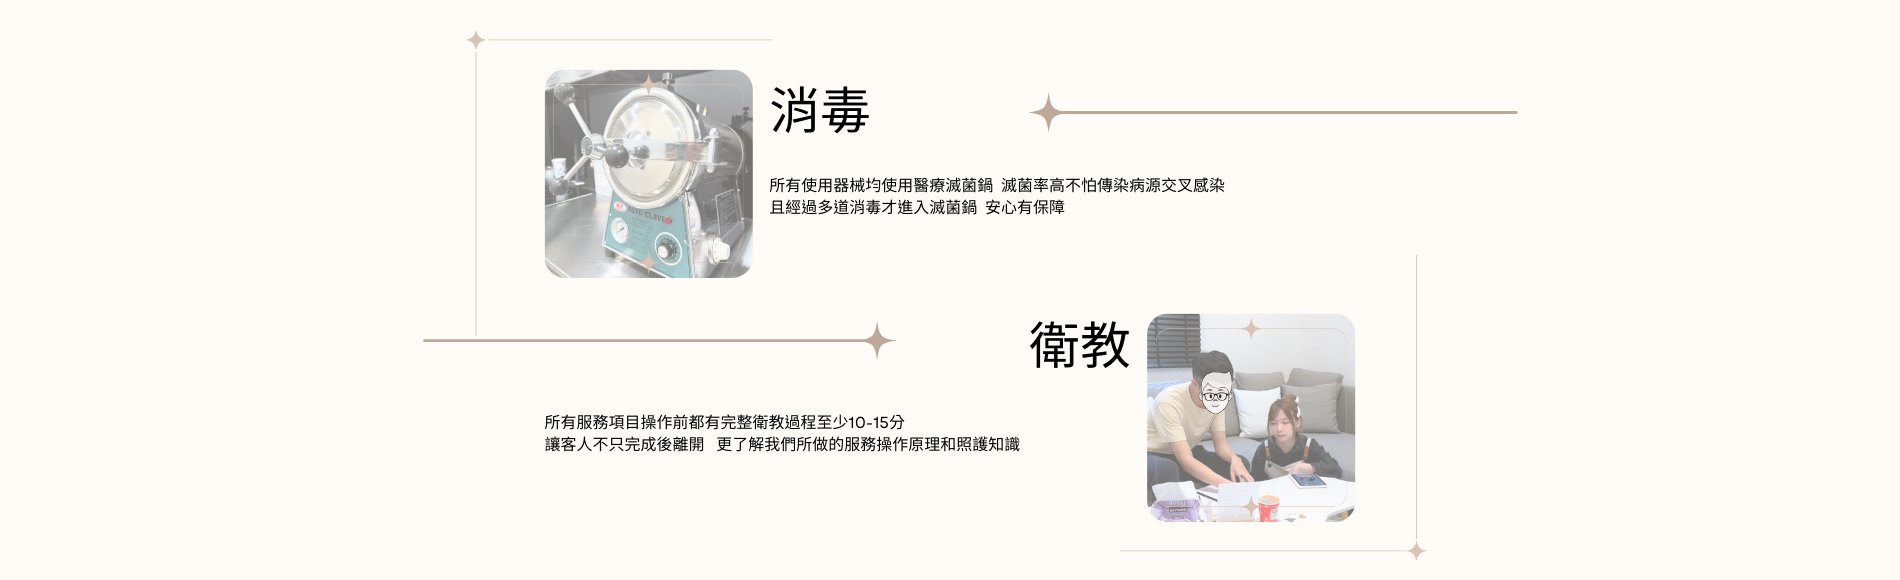 消毒
所有使用器械均使用醫療滅菌鍋 滅菌率高不怕傳染病源交叉感染
且經過多道消毒才進入滅菌鍋 安心有保障
AUTO CLAVE
衛教
所有服務項目操作前都有完整衛教過程至少10-15分
讓客人不只完成後離開 更了解我們所做的服務操作原理和照護知識